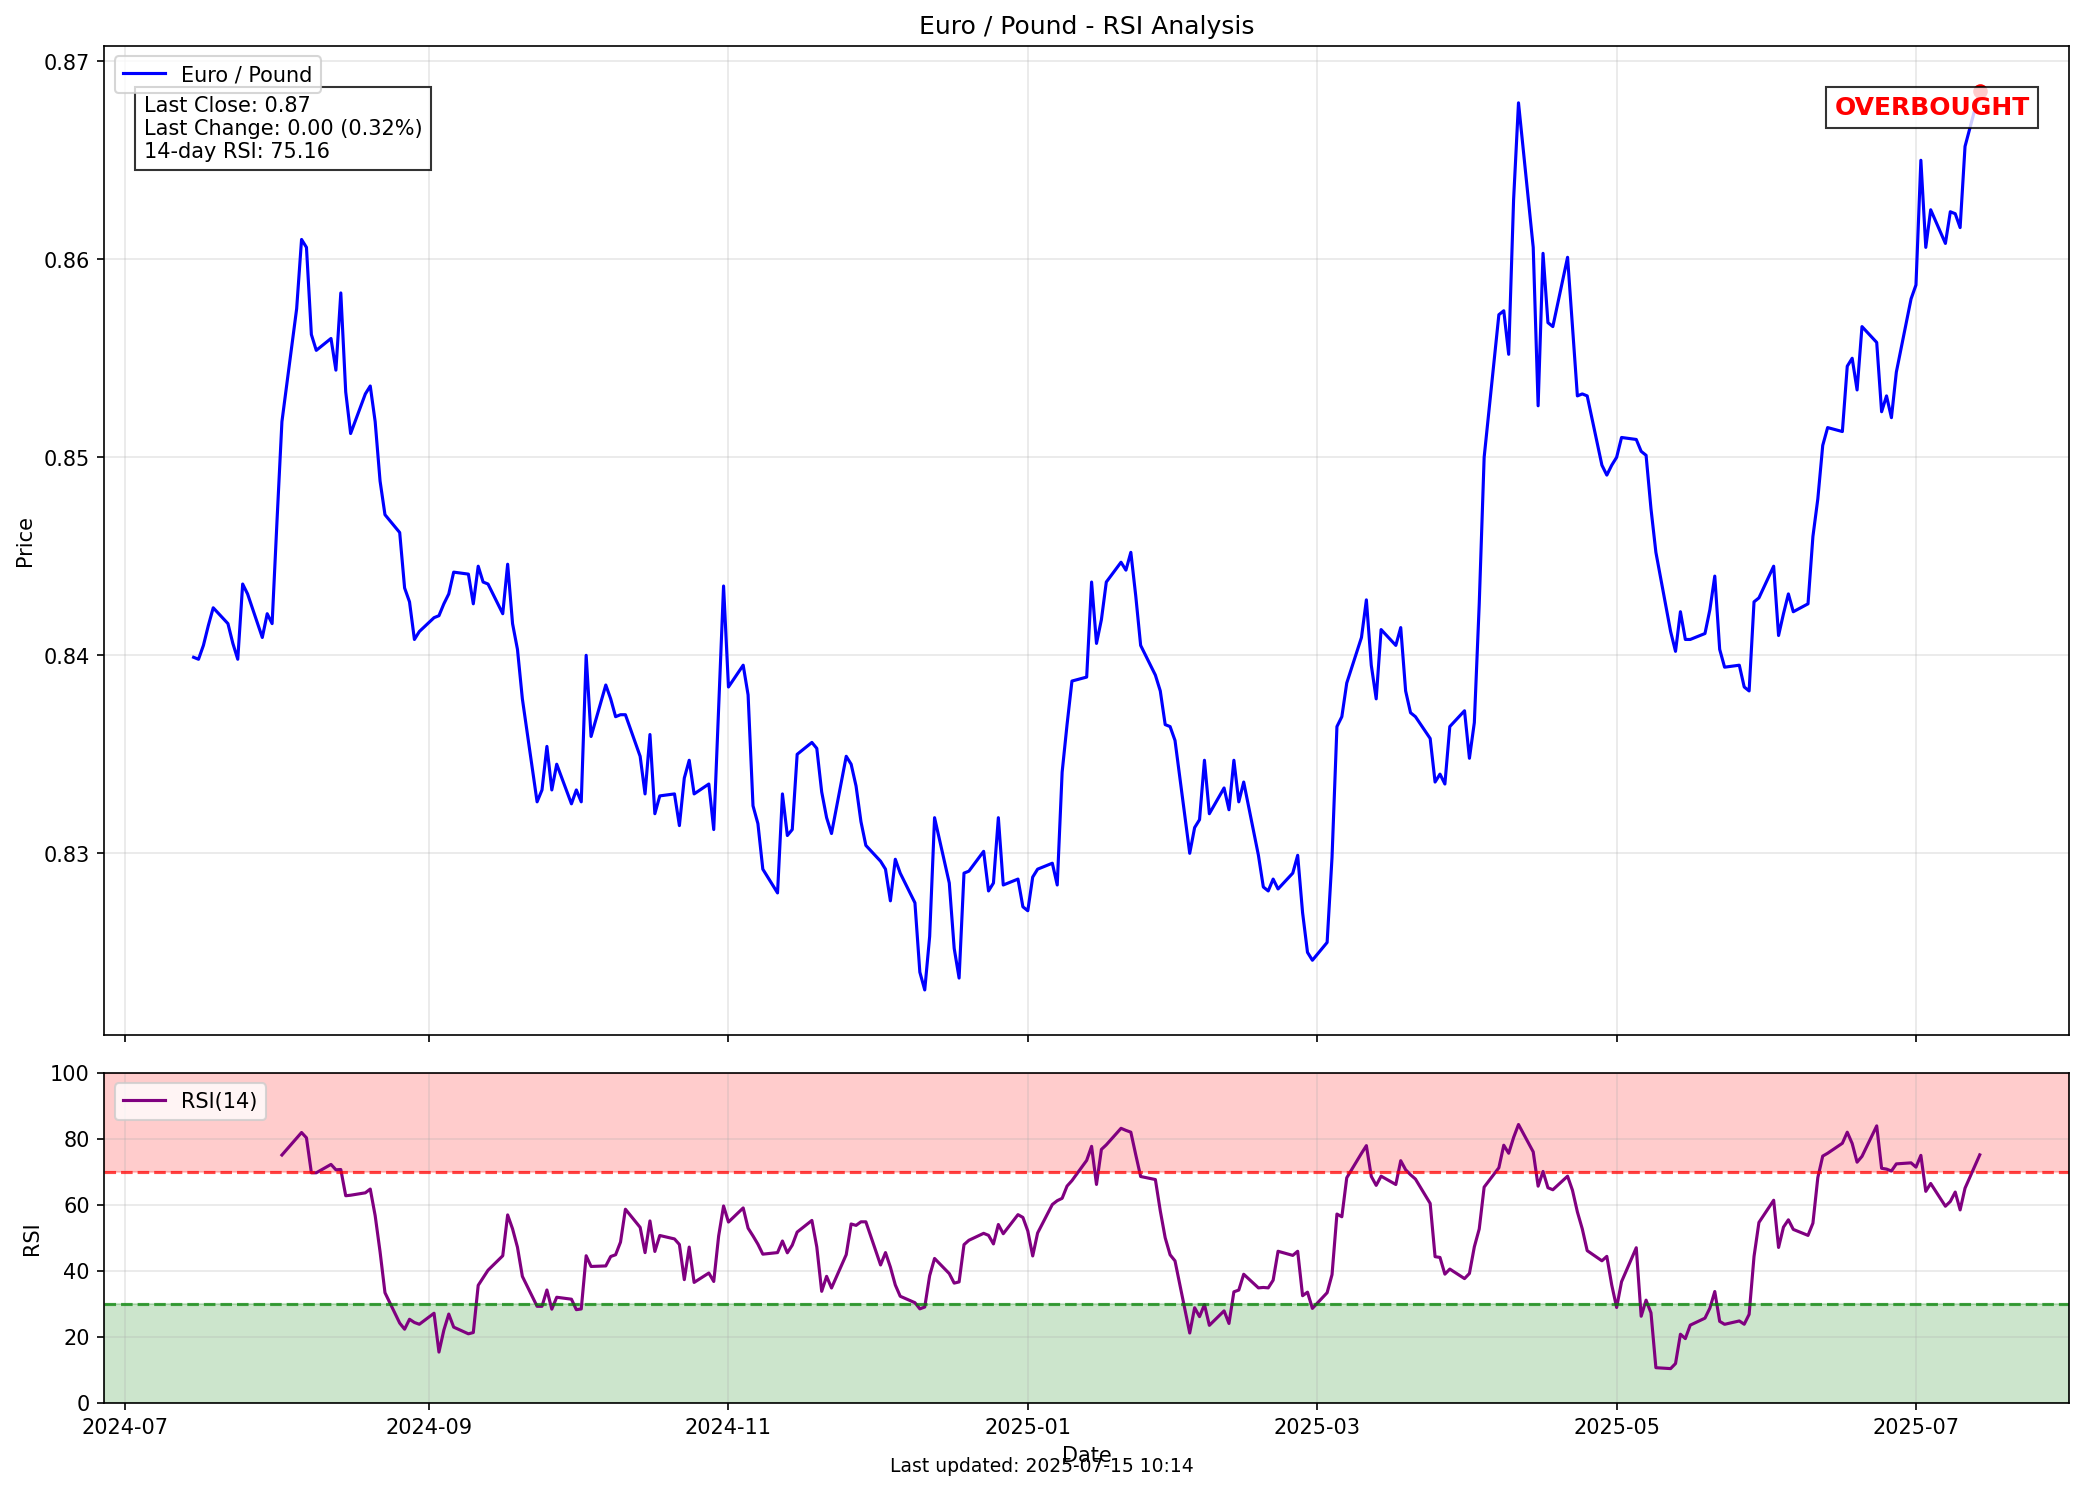 Euro / Pound - RSI Analysis
Euro / Pound
Last Close: 0.87
Last Change: 0.00 (0.32%)
14-day RSI: 75.16
OVERBOUGHT
Price
0.87
0.86
0.85
0.84
0.83
RSI(14)
RSI
100
80
60
40
20
0
2024-07 2024-09 2024-11 2025-01 2025-03 2025-05 2025-07
Date
Last updated: 2025-07-15 10:14